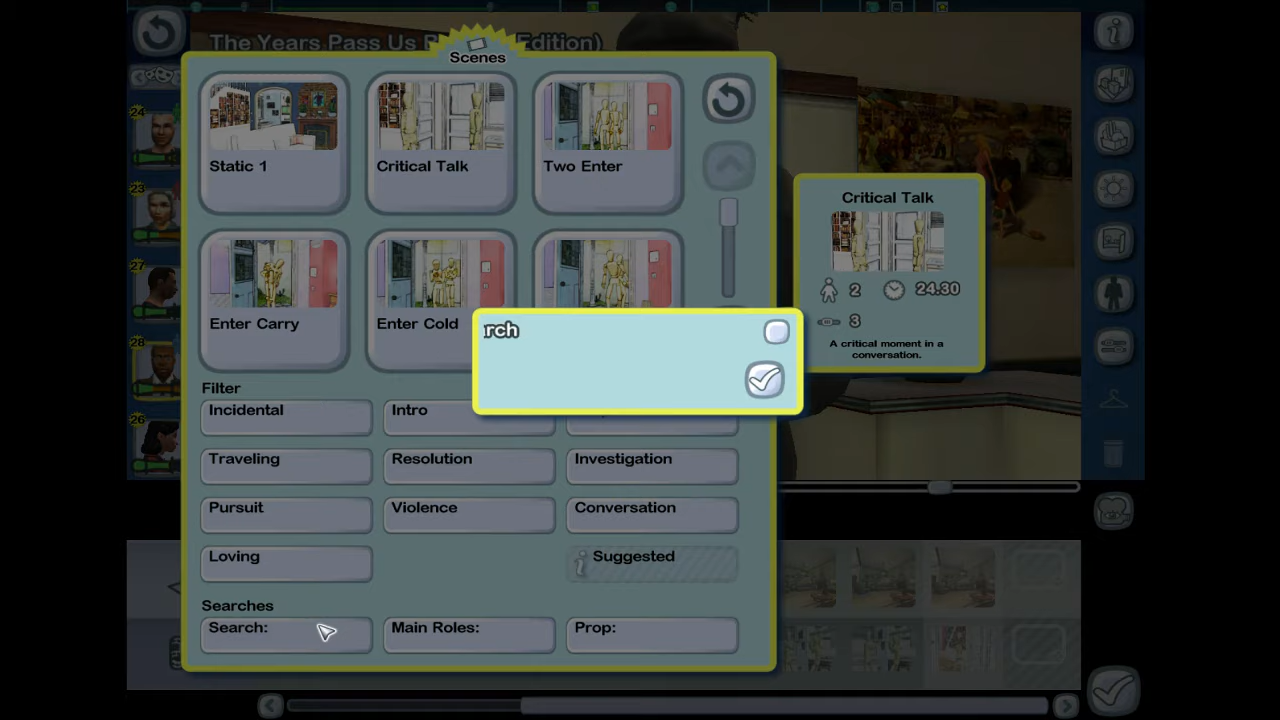 The Years Pass Us
Edition)
Scenes
Static 1
Critical Talk
Two Enter
Enter Carry
Enter Cold
Critical Talk
2
24.30
3
A critical moment in a
conversation.
rch
24
23
27
28
26
Filter
Incidental
Intro
Traveling
Resolution
Investigation
Pursuit
Violence
Conversation
Loving
Suggested
Searches
Search:
Main Roles:
Prop: